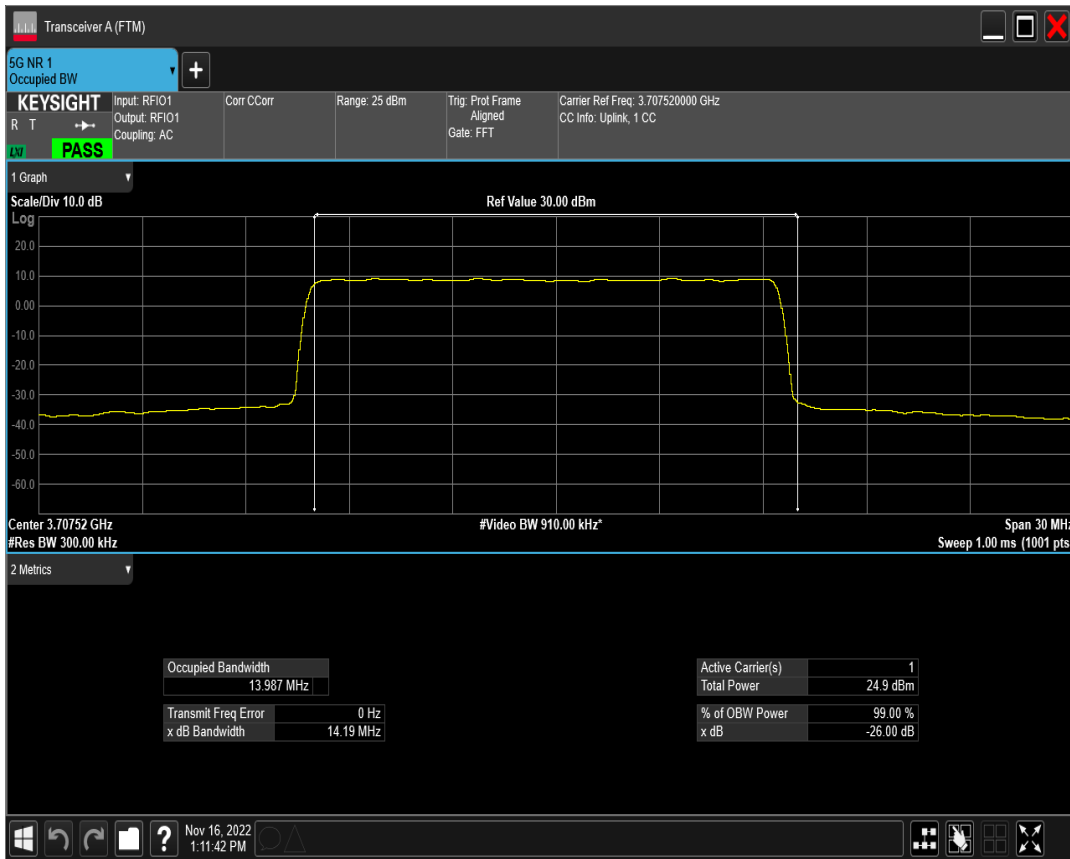 Transceiver A (FTM)
5G NR 1
Occupied BW
+
KEYSIGHT
R T
LXI
PASS
Input: RFIO1
Output: RFIO1
Coupling: AC
Corr CCorr
Range: 25 dBm
Trig: Prot Frame
Aligned
Gate: FFT
Carrier Ref Freq: 3.707520000 GHz
CC Info: Uplink, 1 CC
1 Graph
Scale/Div 10.0 dB
Ref Value 30.00 dBm
Log
20.0
10.0
0.00
-10.0
-20.0
-30.0
-40.0
-50.0
-60.0
Center 3.70752 GHz
#Video BW 910.00 kHz*
Span 30 MHz
#Res BW 300.00 kHz
Sweep 1.00 ms (1001 pts
2 Metrics
Occupied Bandwidth
13.987 MHz
Transmit Freq Error 0 Hz
x dB Bandwidth 14.19 MHz
Active Carrier(s) 1
Total Power 24.9 dBm
% of OBW Power 99.00 %
x dB -26.00 dB
?
Nov 16, 2022
1:11:42 PM